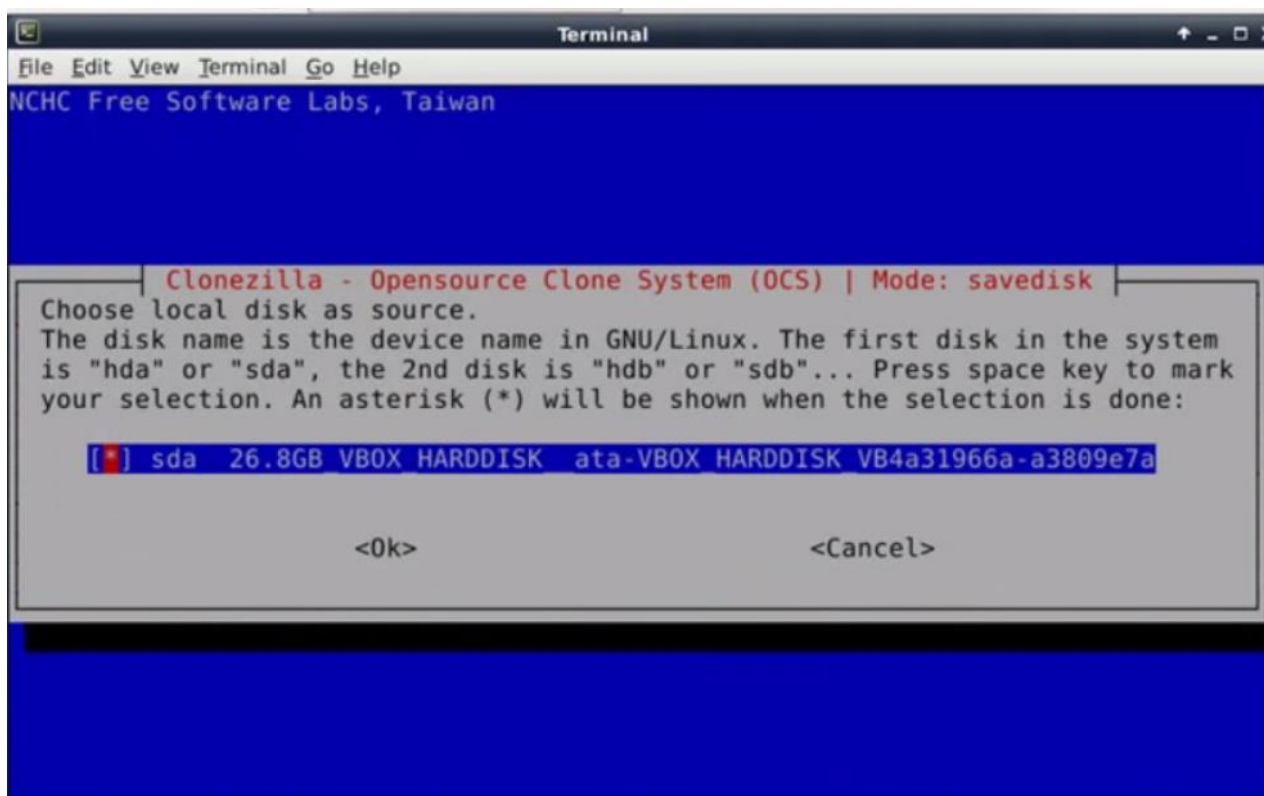 Terminal
File Edit View Terminal Go Help
NCHC Free Software Labs, Taiwan
Clonezilla - Opensource Clone System (OCS) | Mode: savedisk
Choose local disk as source.
The disk name is the device name in GNU/Linux. The first disk in the system
is "hda" or "sda", the 2nd disk is "hdb" or "sdb"... Press space key to mark
your selection. An asterisk (*) will be shown when the selection is done:
[*] sda 26.8GB_VBOX_HARDDISK__ata-VBOX_HARDDISK_VB4a31966a-a3809e7a
<Ok> <Cancel>